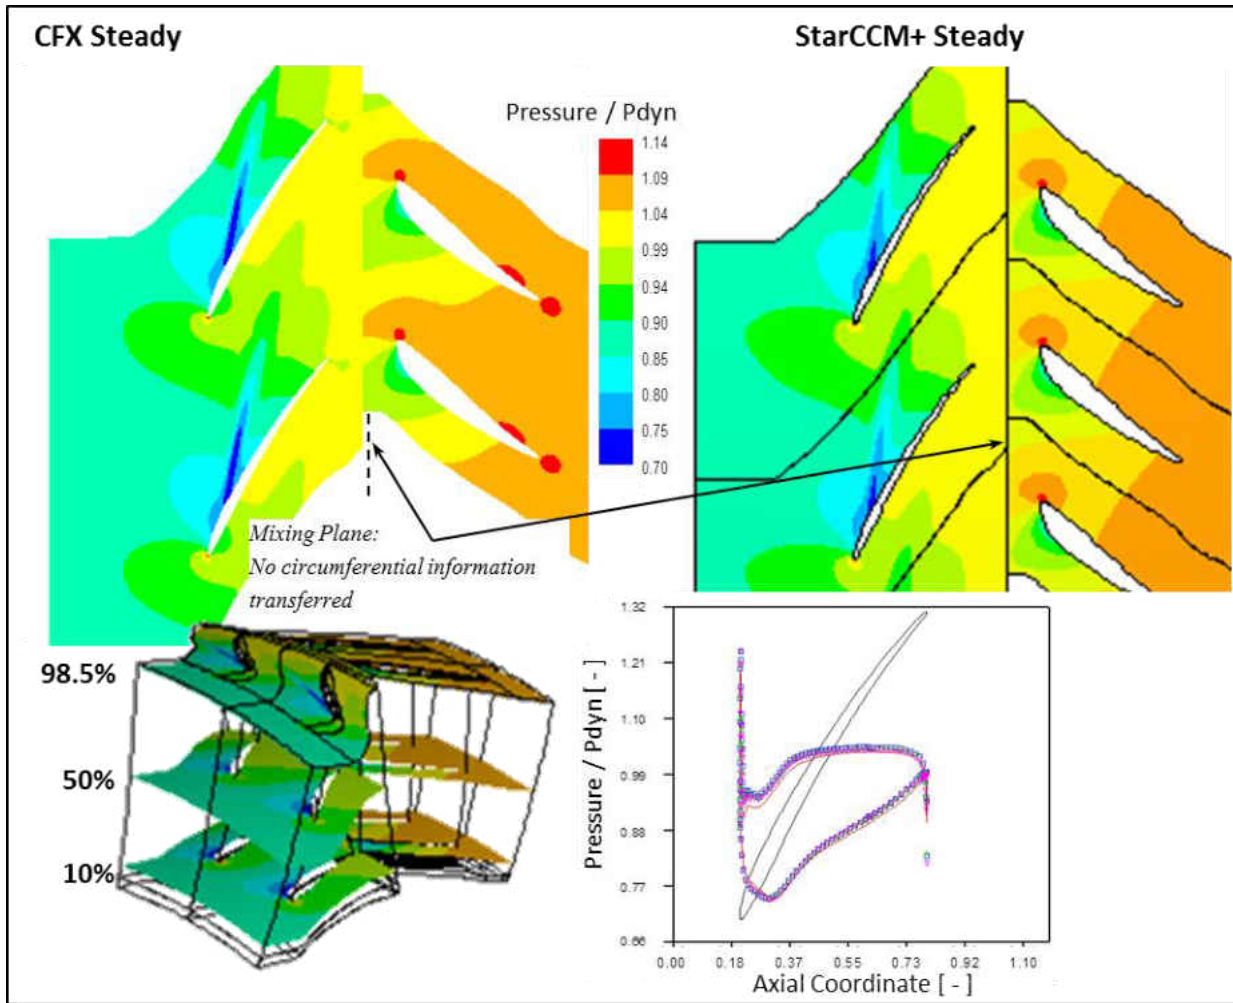 CFX Steady
StarCCM+ Steady
Pressure / Pdyn
1.14
1.09
1.04
0.99
0.94
0.90
0.85
0.80
0.75
0.70
Mixing Plane:
No circumferential information
transferred
98.5%
50%
10%
Pressure / Pdyn [ - ]
1.32
1.21
1.10
0.99
0.88
0.77
0.66
0.00 0.18 0.37 0.55 0.73 0.92 1.10
Axial Coordinate [ - ]